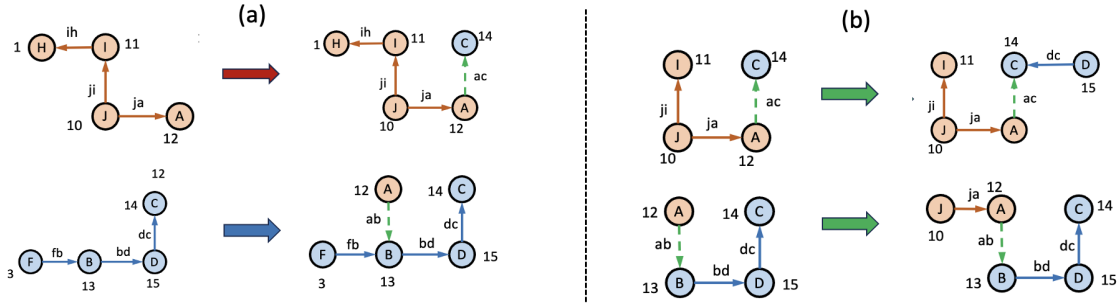 (a)
1 H ih I 11
ji
J ja A
10
12
1 H ih I 11 C 14
ji ac
J ja A
10 12
12
14 C
dc
F fb B bd D
3 13 15
12 A 14 C
ab dc
F fb B bd D 15
3 13
(b)
I 11 C 14
ji ac
J ja A
10 12
14
I 11 C dc D
15
ji ac
J ja A
10
12 A 14 C
ab dc
13 B bd D 15
12
J ja A C 14
10
ab dc
13 B bd D 15